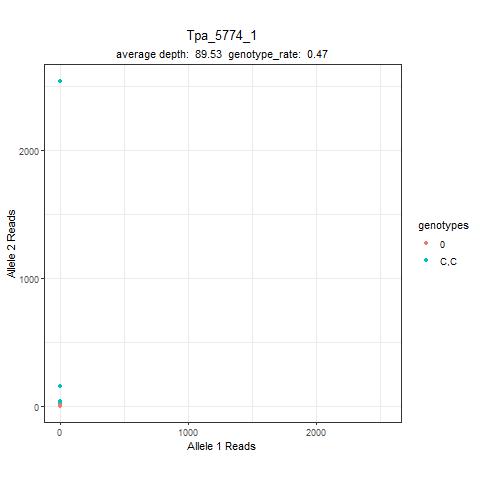 Tpa_5774_1
average depth:  89.53  genotype_rate:  0.47
Allele 2 Reads
2000
1000
0
0
1000
2000
Allele 1 Reads
genotypes
0
C,C